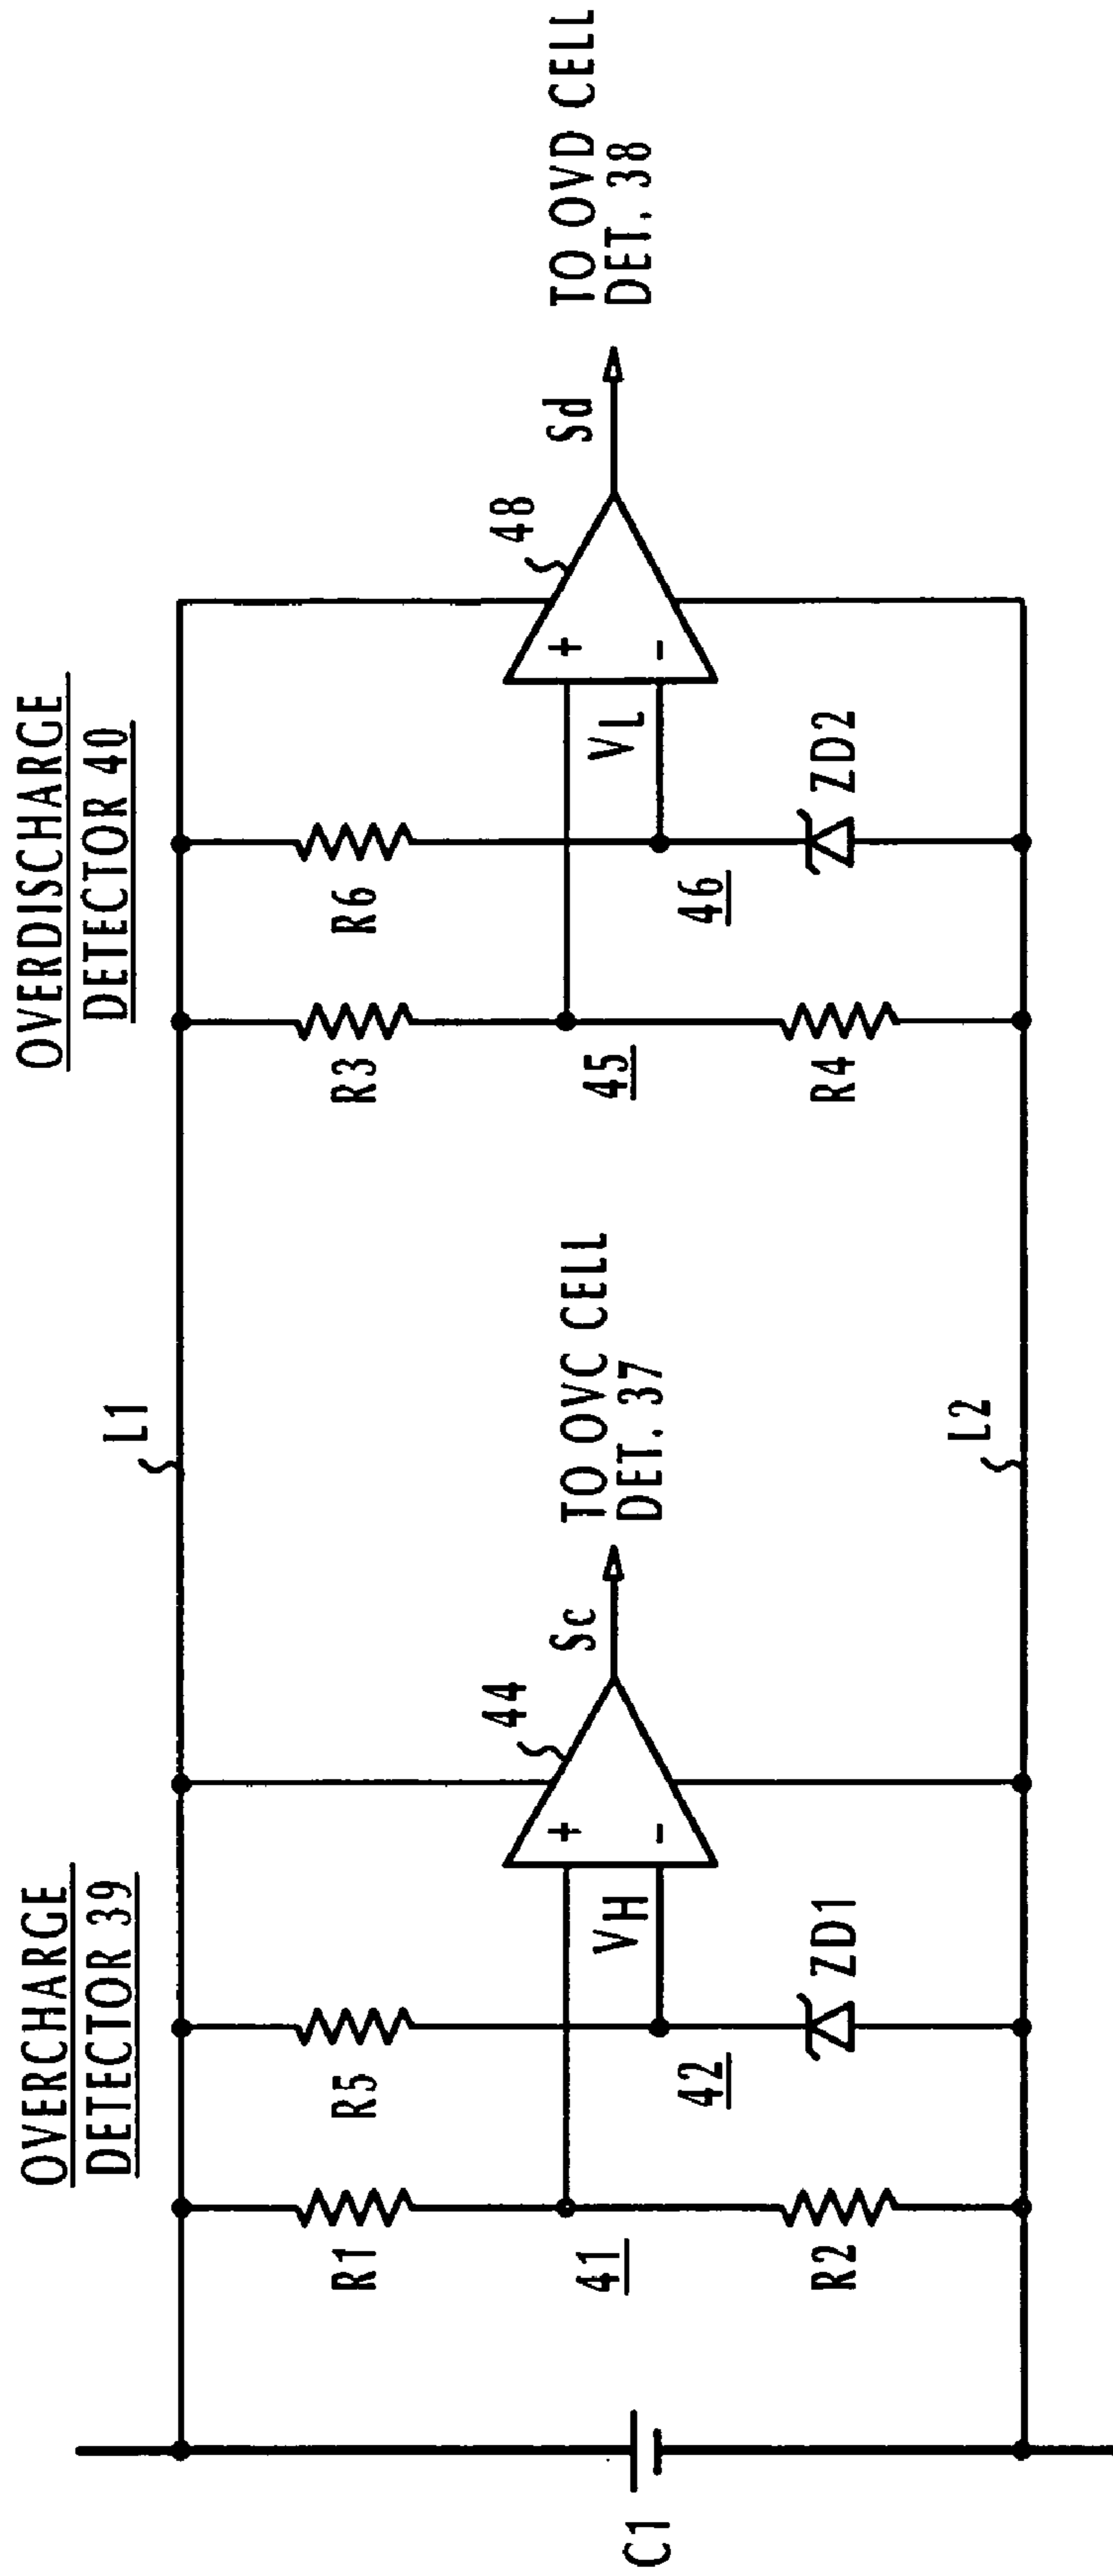 OVERCHARGE
DETECTOR 39
OVERDISCHARGE
DETECTOR 40
L1
R1
R5
R3
R6
44
48
Sc
Sd
TO OVC CELL
DET. 37
TO OVD CELL
DET. 38
VH
VL
C1
41
42
45
46
R2
ZD1
R4
ZD2
L2
+
-
+
-